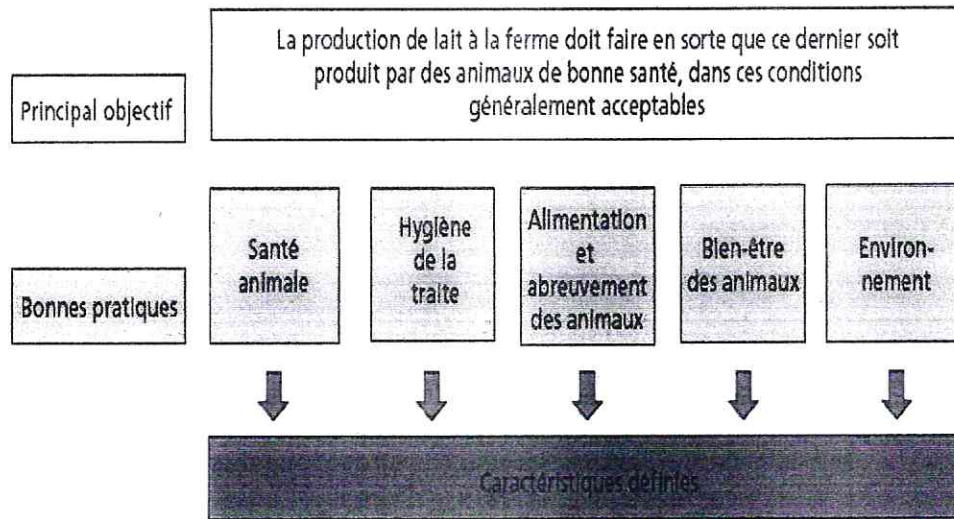 La production de lait à la ferme doit faire en sorte que ce dernier soit
produit par des animaux de bonne santé, dans ces conditions
généralement acceptables
Principal objectif
Bonnes pratiques
Santé
animale
Hygiène
de la
traite
Alimentation
et
abreuvement
des animaux
Bien-être
des animaux
Environ-
nement
Caractéristiques définies